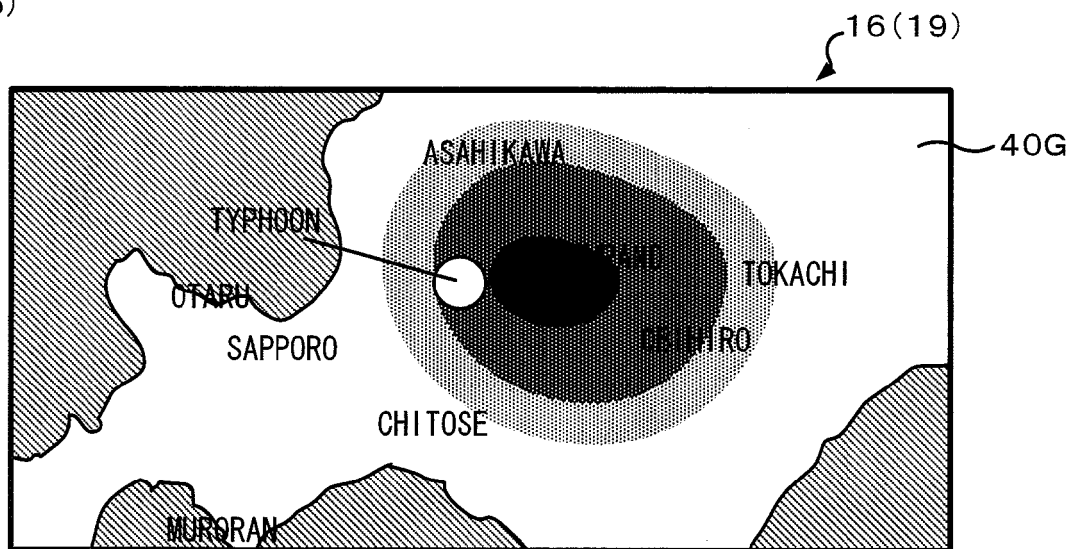 16(19)
40G
ASAHIKAWA
TYPHOON
TOKACHI
OTARU
SAPPORO
CHITOSE
MURORAN